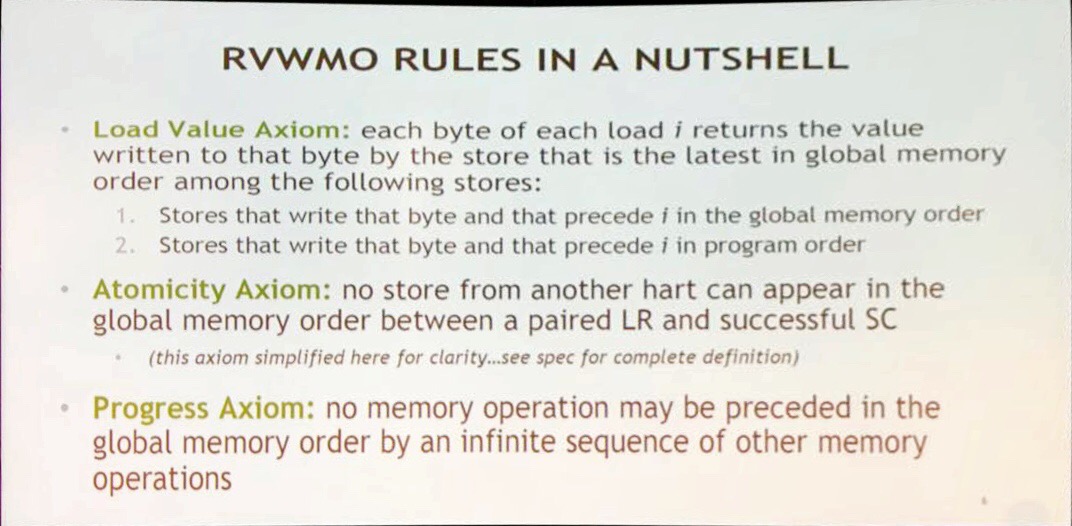 RVWMO RULES IN A NUTSHELL
• Load Value Axiom: each byte of each load i returns the value
written to that byte by the store that is the latest in global memory
order among the following stores:
1. Stores that write that byte and that precede i in the global memory order
2. Stores that write that byte and that precede i in program order
• Atomicity Axiom: no store from another hart can appear in the
global memory order between a paired LR and successful SC
• (this axiom simplified here for clarity...see spec for complete definition)
• Progress Axiom: no memory operation may be preceded in the
global memory order by an infinite sequence of other memory
operations